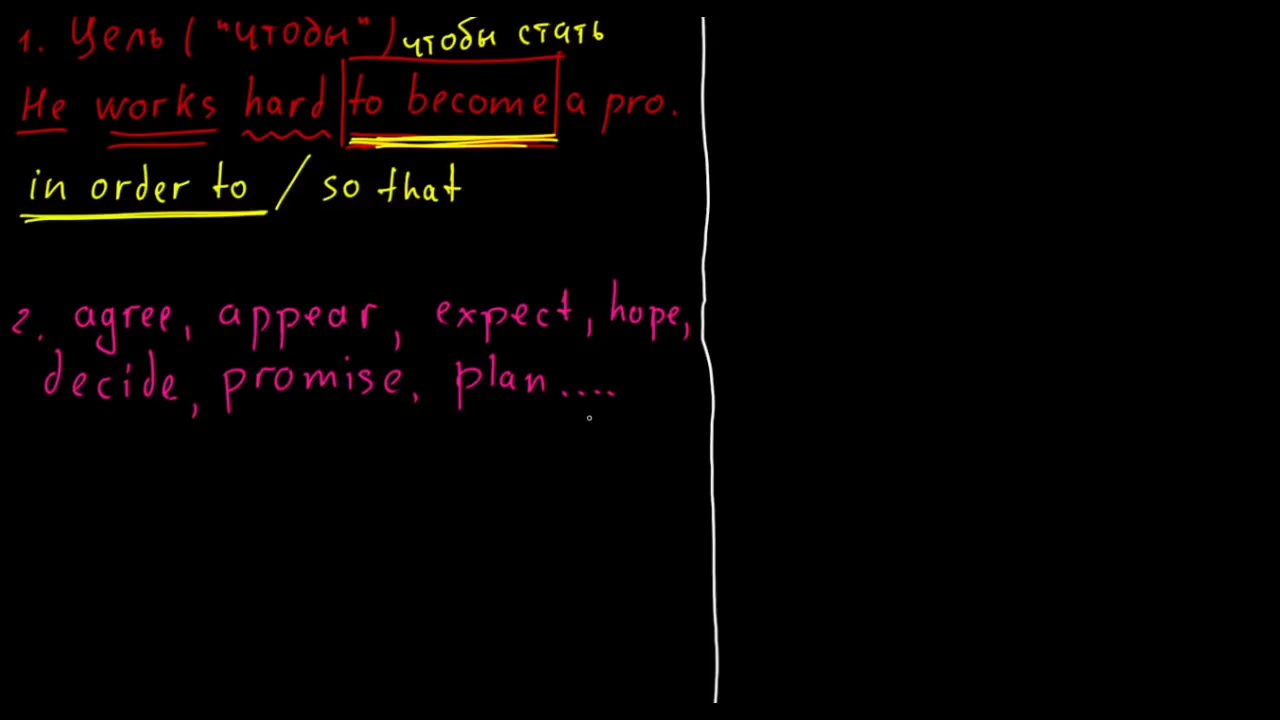 1. Цель ("чтобы") чтобы стать
He works hard to become a pro.
in order to / so that
2. agree, appear, expect, hope,
decide, promise, plan....